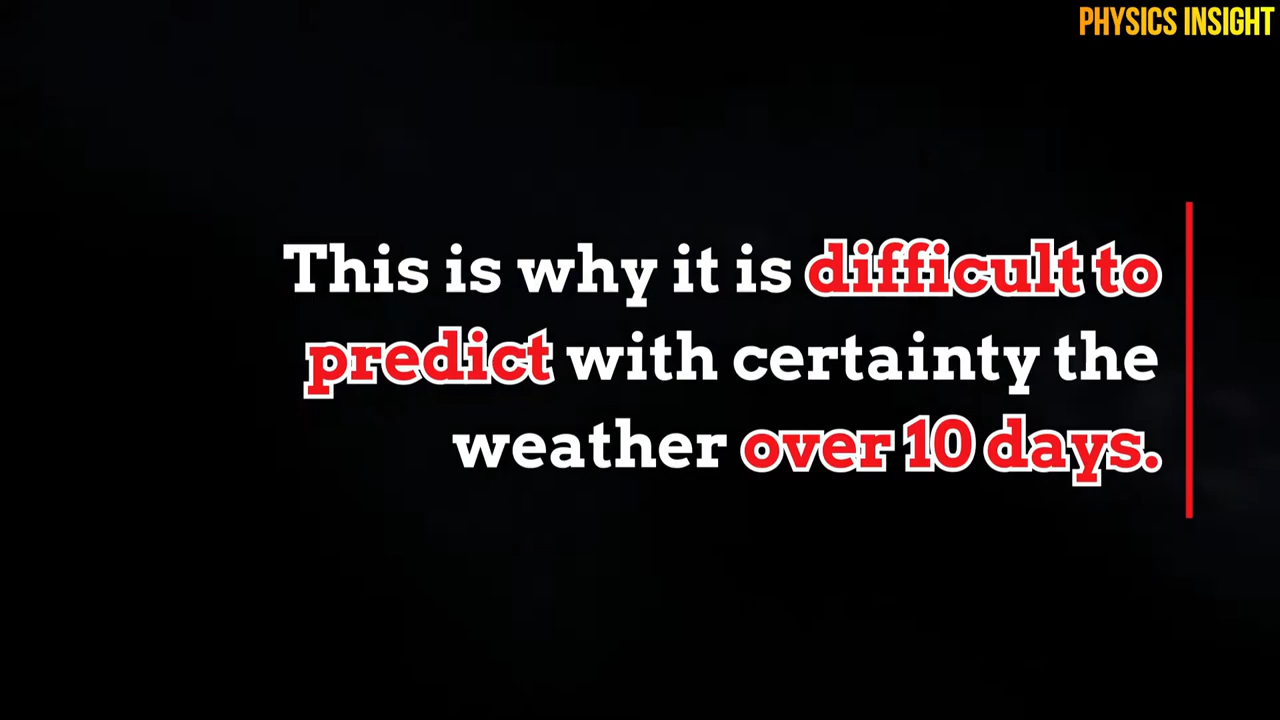 PHYSICS INSIGHT
This is why it is difficult to
predict with certainty the
weather over 10 days.